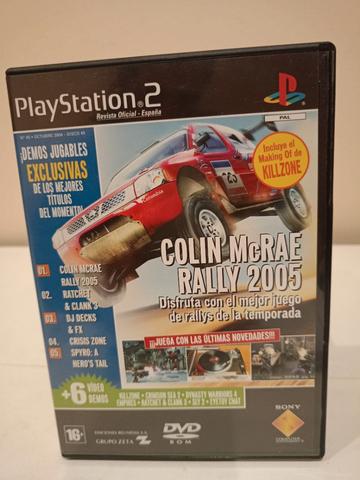 PlayStation®2
Revista Oficial - España
PAL
¡DEMOS JUGABLES
EXCLUSIVAS
DE LOS MEJORES
TÍTULOS
DEL MOMENTO!
Incluye el
Making Of de
KILLZONE
COLIN McRAE
RALLY 2005
Disfruta con el mejor juego
de rallys de la temporada
01. COLIN MCRAE
RALLY 2005
02. RATCHET
& CLANK 3
03. DJ DECKS
& FX
04. CRISIS ZONE
05. SPYRO: A
HERO'S TAIL
¡¡¡JUEGA CON LAS ÚLTIMAS NOVEDADES!!!
+6 VÍDEO
DEMOS
KILLZONE • CRIMSON SEA 2 • DYNASTY WARRIORS 4
EMPIRES • RATCHET & CLANK 3 • SLY 2 • EYETOY CHAT
16+
GRUPO ZETA Z
DVD
ROM
SONY